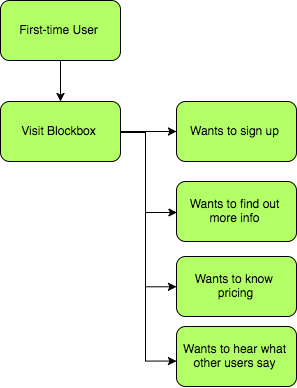 First-time User
Visit Blockbox
Wants to sign up
Wants to find out
more info
Wants to know
pricing
Wants to hear what
other users say